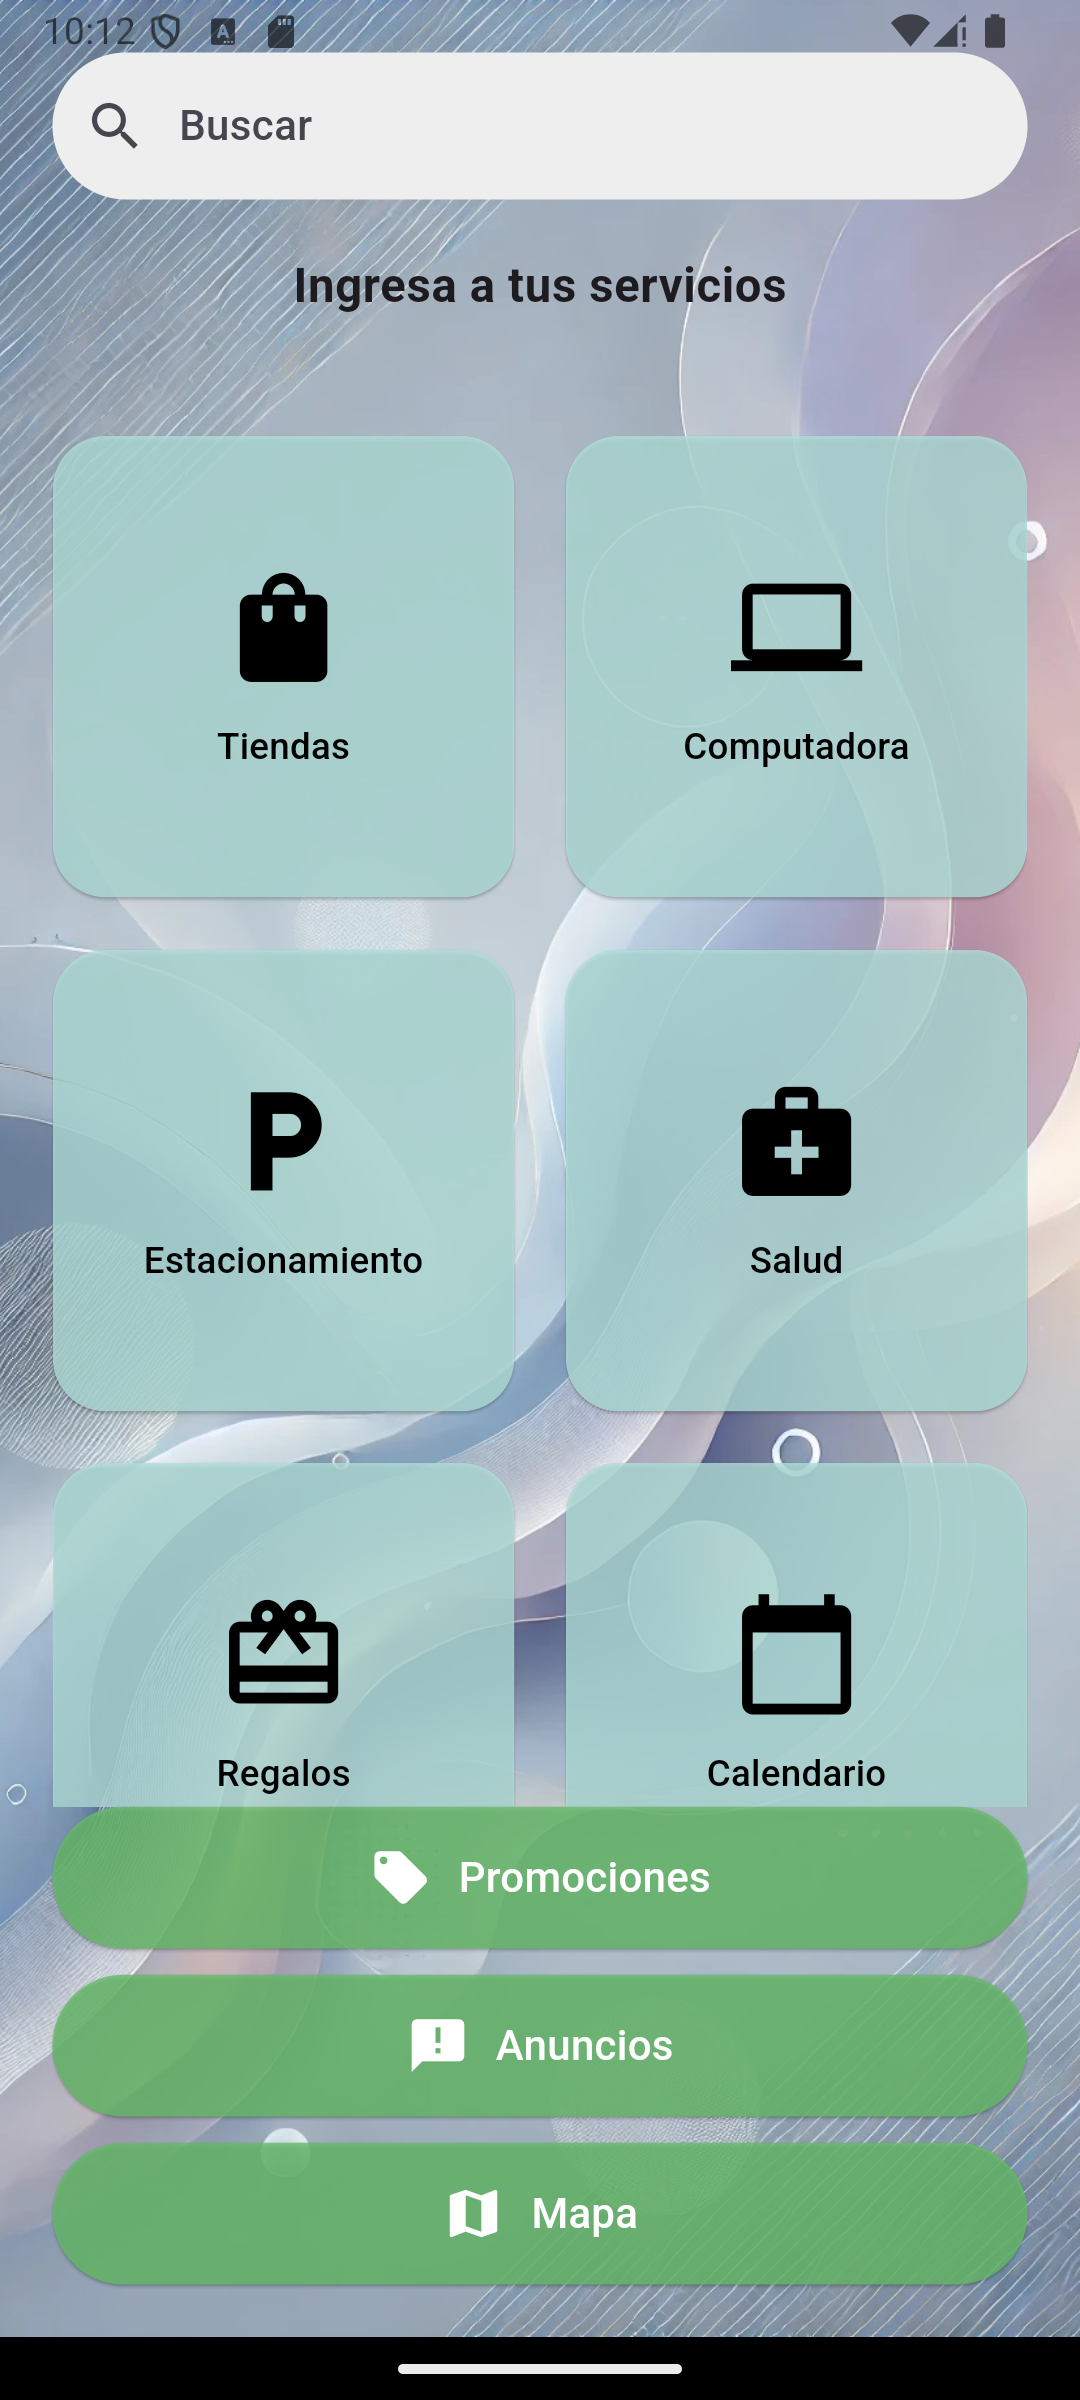 10:12
Buscar
Ingresa a tus servicios
Tiendas
Computadora
Estacionamiento
Salud
Regalos
Calendario
Promociones
Anuncios
Mapa